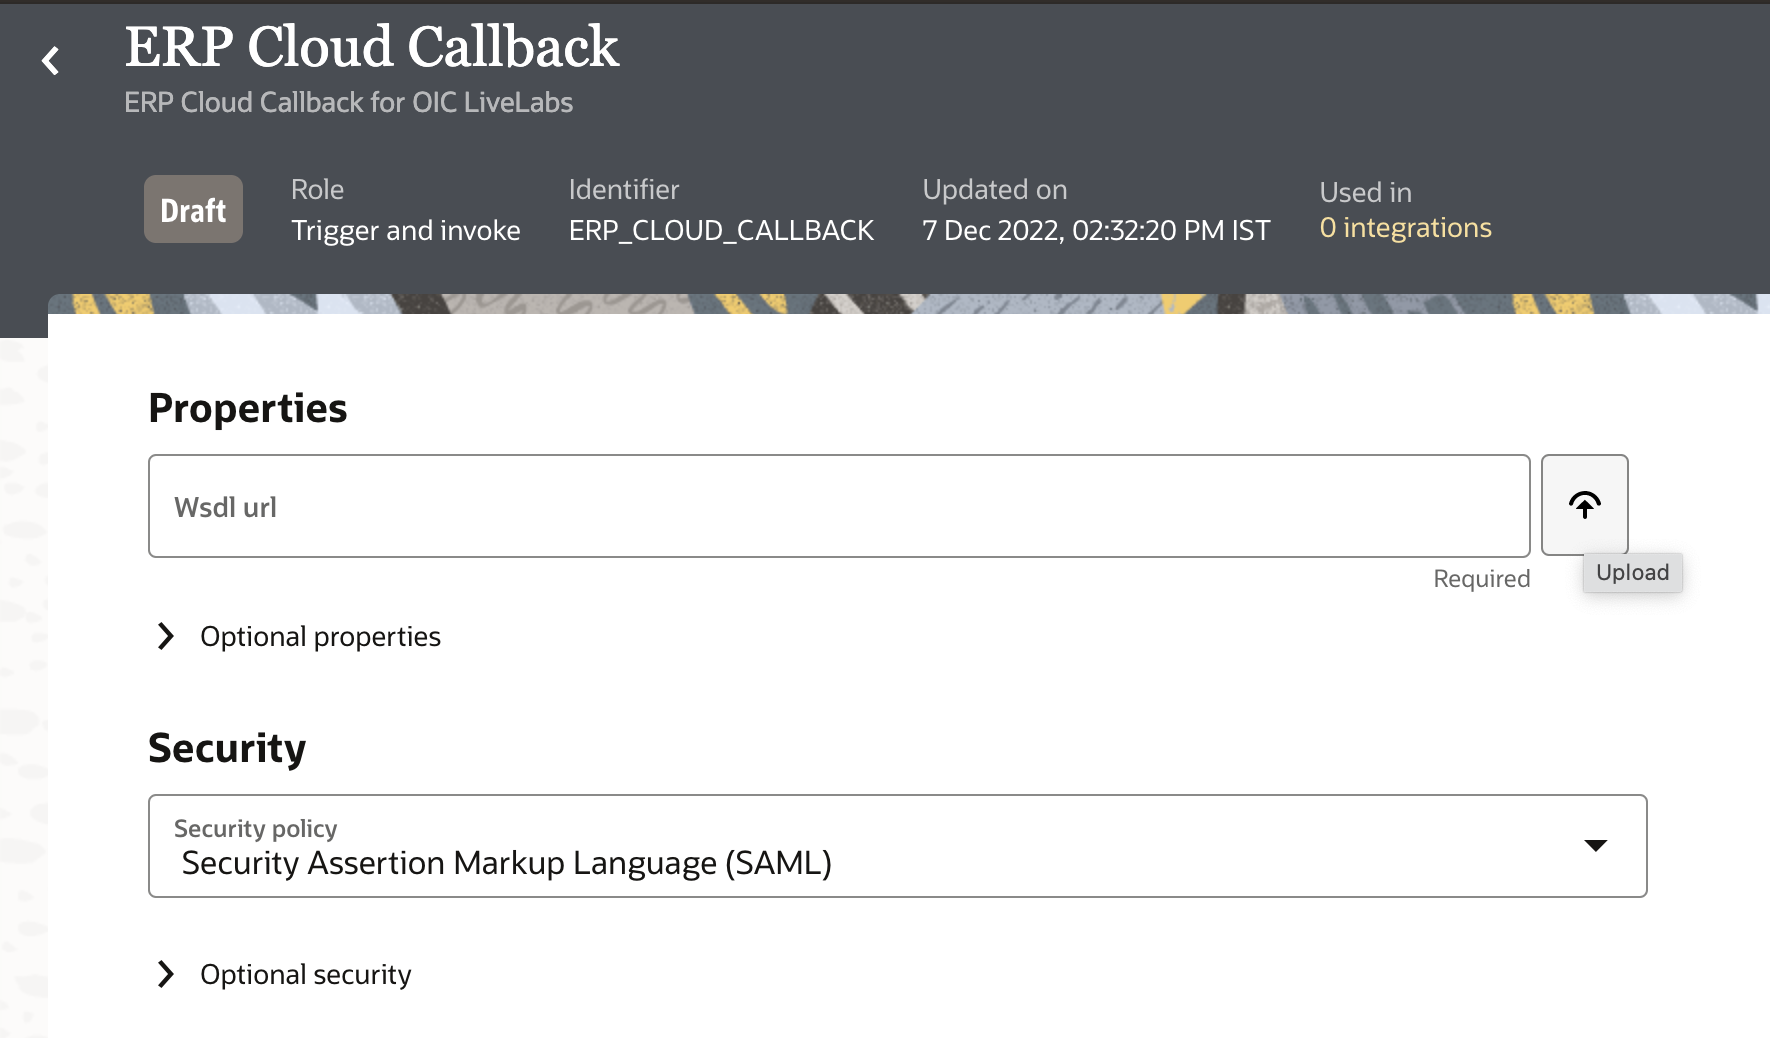 ERP Cloud Callback
ERP Cloud Callback for OIC LiveLabs
Draft
Role
Trigger and invoke
Identifier
ERP_CLOUD_CALLBACK
Updated on
7 Dec 2022, 02:32:20 PM IST
Used in
0 integrations
Properties
Wsdl url
Required
Upload
Optional properties
Security
Security policy
Security Assertion Markup Language (SAML)
Optional security